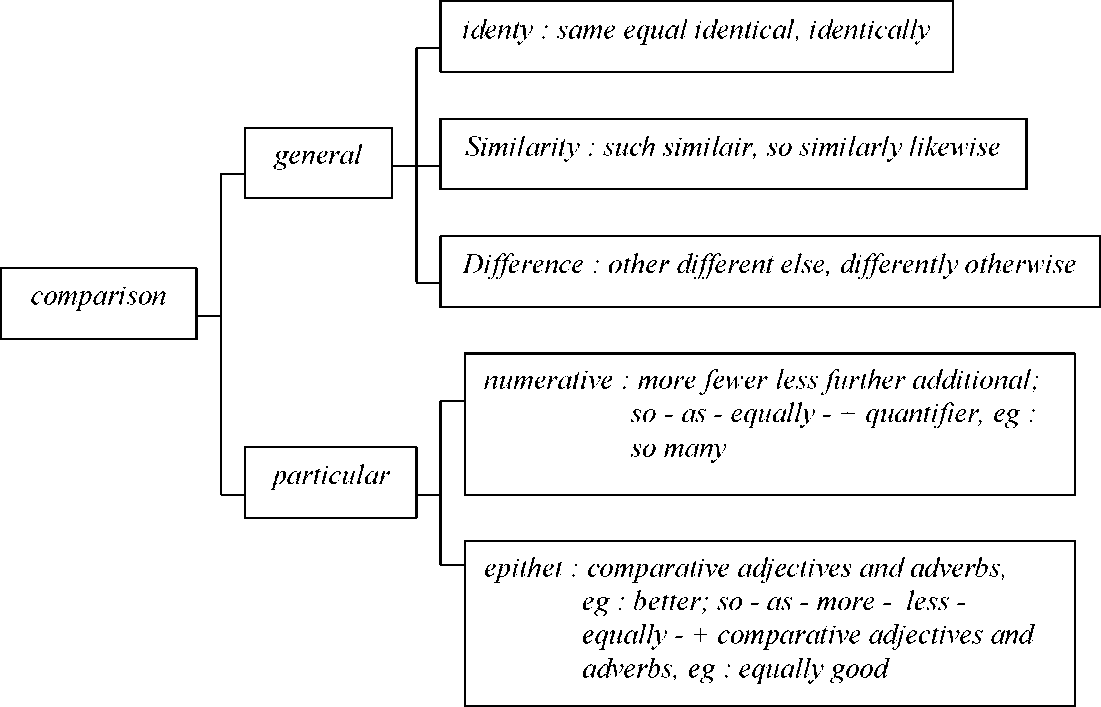 identy : same equal identical, identically
general
Similarity : such similair, so similarly likewise
Difference : other different else, differently otherwise
comparison
numerative : more fewer less further additional;
so - as - equally - + quantifier, eg :
so many
particular
epithet : comparative adjectives and adverbs,
eg : better; so - as - more - less -
equally - + comparative adjectives and
adverbs, eg : equally good